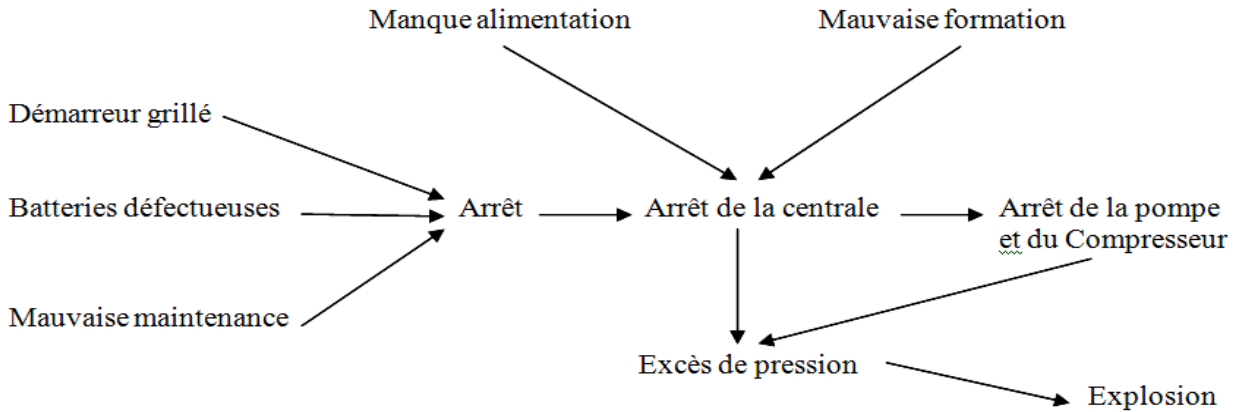 Manque alimentation
Mauvaise formation
Démarreur grillé
Batteries défectueuses
Arrêt
Arrêt de la centrale
Arrêt de la pompe
et du Compresseur
Mauvaise maintenance
Excès de pression
Explosion